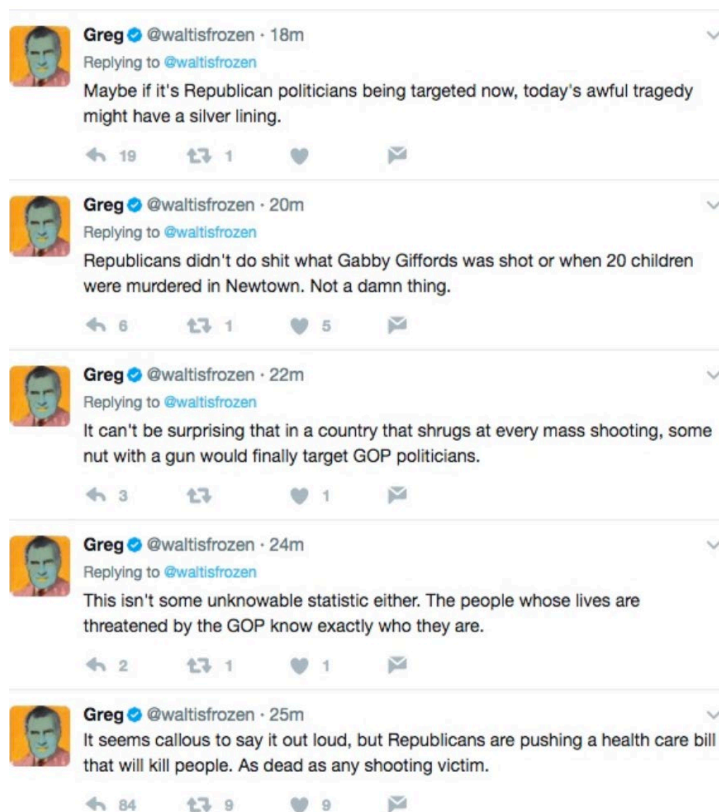 Greg @waltisfrozen · 18m
Replying to @waltisfrozen
Maybe if it's Republican politicians being targeted now, today's awful tragedy
might have a silver lining.
19 1
Greg @waltisfrozen · 20m
Replying to @waltisfrozen
Republicans didn't do shit what Gabby Giffords was shot or when 20 children
were murdered in Newtown. Not a damn thing.
6 1 5
Greg @waltisfrozen · 22m
Replying to @waltisfrozen
It can't be surprising that in a country that shrugs at every mass shooting, some
nut with a gun would finally target GOP politicians.
3 1
Greg @waltisfrozen · 24m
Replying to @waltisfrozen
This isn't some unknowable statistic either. The people whose lives are
threatened by the GOP know exactly who they are.
2 1 1
Greg @waltisfrozen · 25m
It seems callous to say it out loud, but Republicans are pushing a health care bill
that will kill people. As dead as any shooting victim.
84 9 9